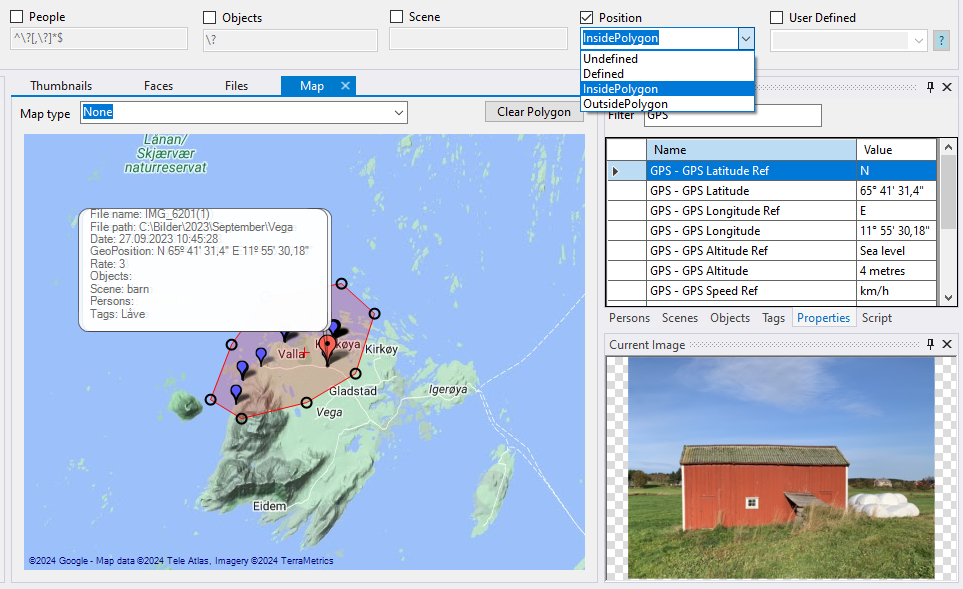 People
Objects
Scene
Position
User Defined
^\?[,\?]*$
\?
InsidePolygon
?
Undefined
Defined
InsidePolygon
OutsidePolygon
Thumbnails
Faces
Files
Map
Map type
None
Clear Polygon
Filter
GPS
Lånan/
Skjærvær
naturreservat
File name: IMG_6201(1)
File path: C:\Bilder\2023\September\Vega
Date: 27.09.2023 10:45:28
GeoPosition: N 65º 41' 31,4" E 11º 55' 30,18"
Rate: 3
Objects:
Scene: barn
Persons:
Tags: Låve
Valla
Kirkøy
Gladstad
Igerøya
Vega
Eidem
©2024 Google - Map data ©2024 Tele Atlas, Imagery ©2024 TerraMetrics
Name Value
GPS - GPS Latitude Ref N
GPS - GPS Latitude 65° 41' 31,4"
GPS - GPS Longitude Ref E
GPS - GPS Longitude 11° 55' 30,18"
GPS - GPS Altitude Ref Sea level
GPS - GPS Altitude 4 metres
GPS - GPS Speed Ref km/h
Persons Scenes Objects Tags Properties Script
Current Image